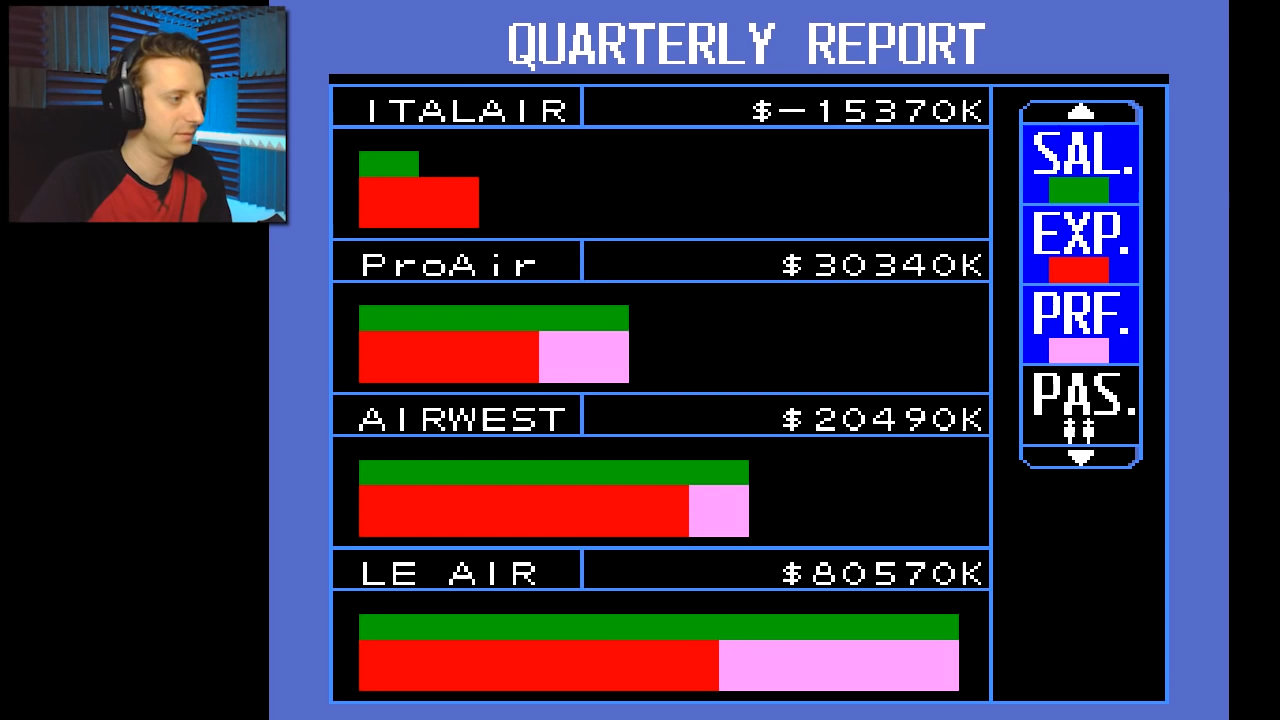 QUARTERLY REPORT
ITALAIR $-15370K
ProAir $30340K
AIRWEST $20490K
LE AIR $80570K
SAL.
EXP.
PRF.
PAS.